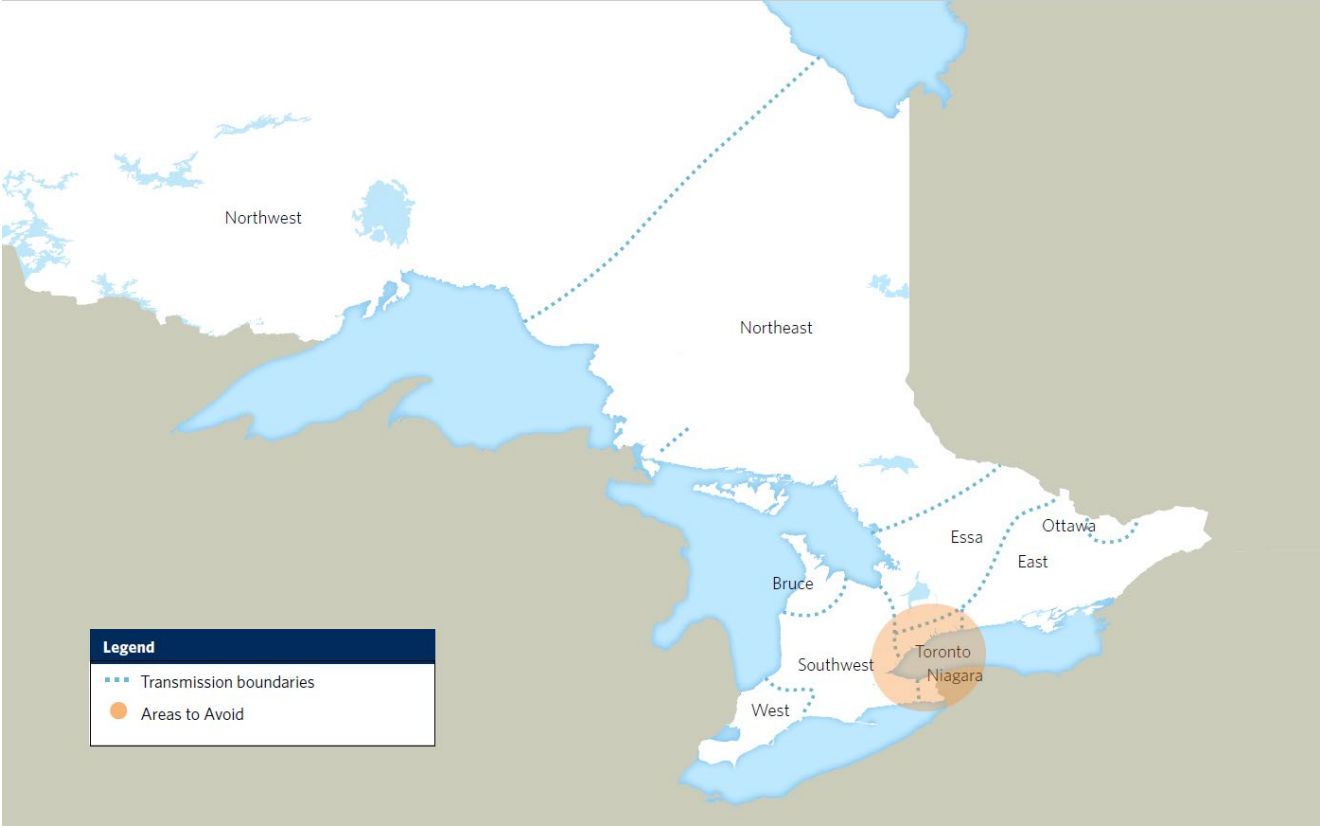 Northwest
Northeast
Ottawa
Essa
East
Bruce
Legend
Toronto
Southwest
Niagara
Transmission boundaries
West
Areas to Avoid